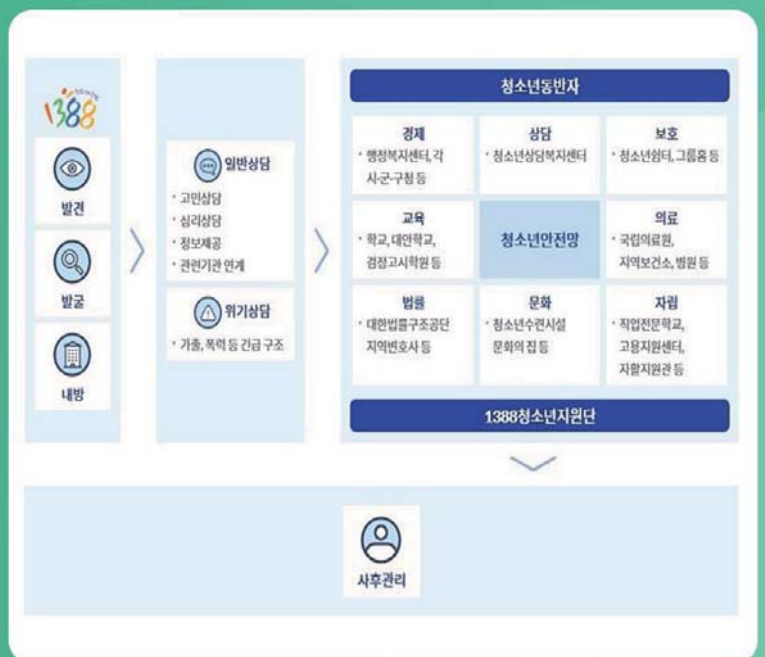 1388
발견
발굴
내방
일반상담
· 고민상담
· 심리상담
· 정보제공
· 관련기관 연계
위기상담
· 가출, 폭력 등 긴급 구조
청소년동반자
경제
· 행정복지센터, 각
시·군·구청 등
상담
· 청소년상담복지센터
보호
· 청소년쉼터, 그룹홈 등
교육
· 학교, 대안학교,
검정고시학원 등
청소년안전망
의료
· 국립의료원,
지역보건소, 병원 등
법률
· 대한법률구조공단
지역변호사 등
문화
· 청소년수련시설
문화의 집 등
자립
· 직업전문학교,
고용지원센터,
자활지원관 등
1388청소년지원단
사후관리